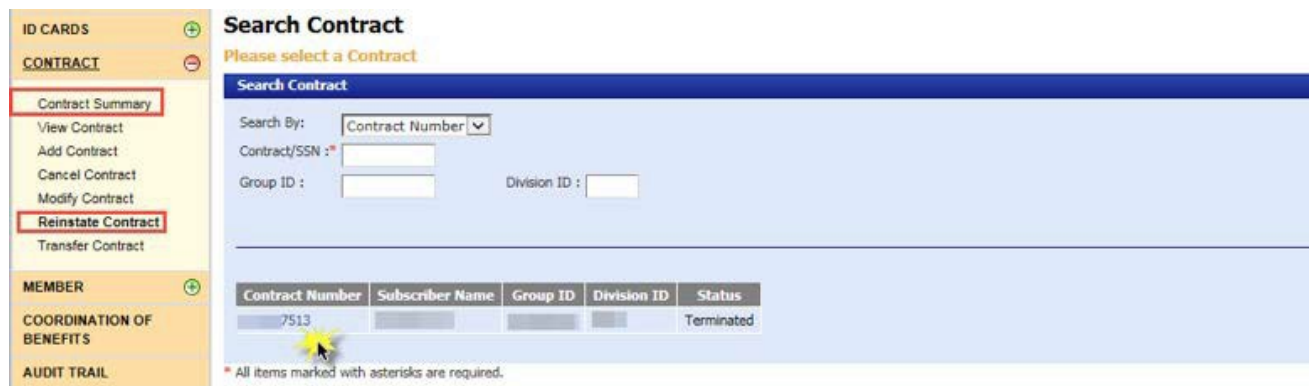 ID CARDS
CONTRACT
Contract Summary
View Contract
Add Contract
Cancel Contract
Modify Contract
Reinstate Contract
Transfer Contract
MEMBER
COORDINATION OF
BENEFITS
AUDIT TRAIL
Search Contract
Please select a Contract
Search Contract
Search By: Contract Number
Contract/SSN :*
Group ID : Division ID :
Contract Number Subscriber Name Group ID Division ID Status
7513 Terminated
* All items marked with asterisks are required.